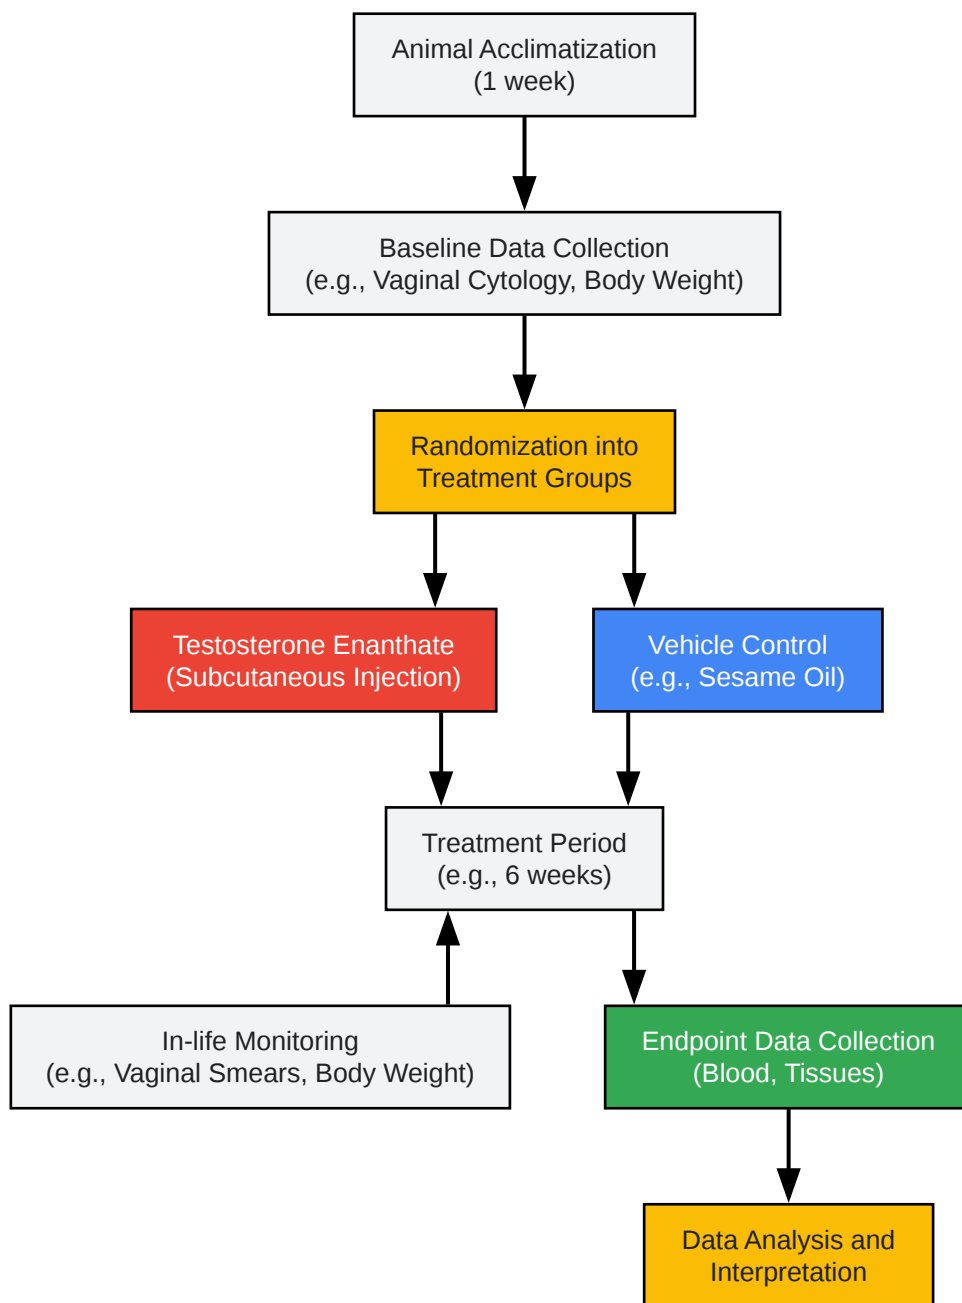 Animal Acclimatization
(1 week)
Baseline Data Collection
(e.g., Vaginal Cytology, Body Weight)
Randomization into
Treatment Groups
Testosterone Enanthate
(Subcutaneous Injection)
Vehicle Control
(e.g., Sesame Oil)
Treatment Period
(e.g., 6 weeks)
In-life Monitoring
(e.g., Vaginal Smears, Body Weight)
Endpoint Data Collection
(Blood, Tissues)
Data Analysis and
Interpretation